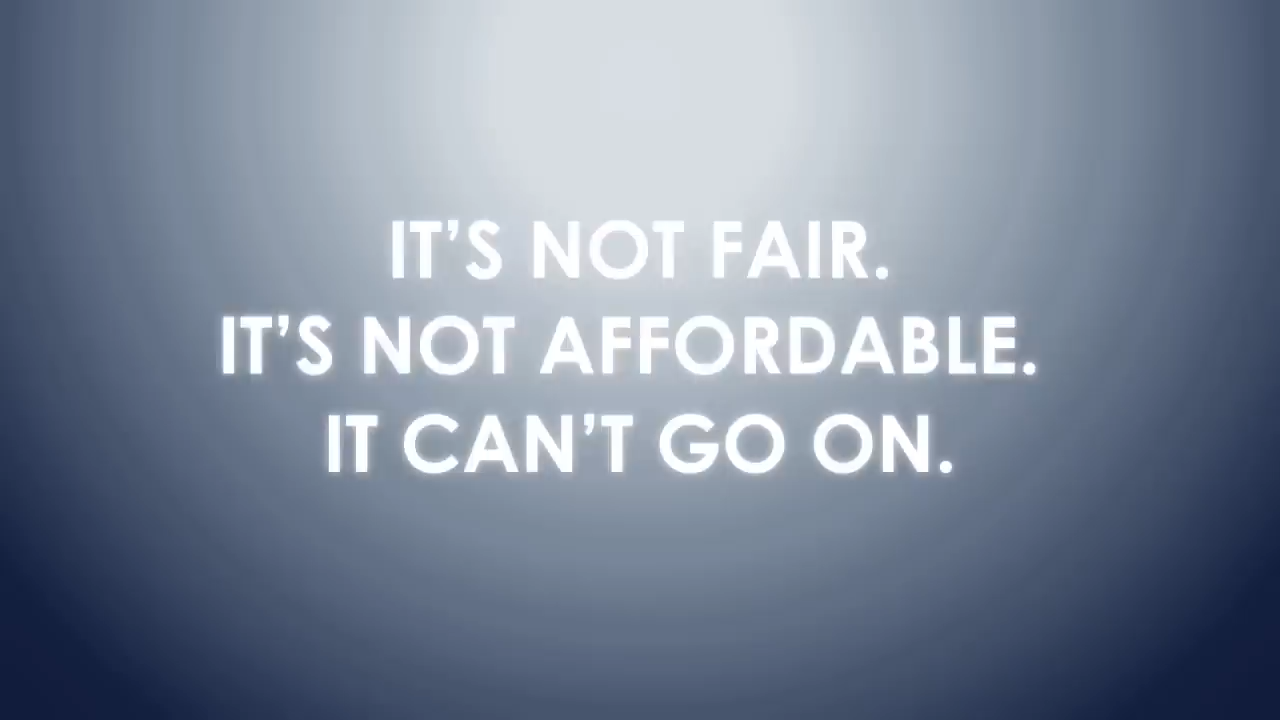 IT’S NOT FAIR.
IT’S NOT AFFORDABLE.
IT CAN’T GO ON.